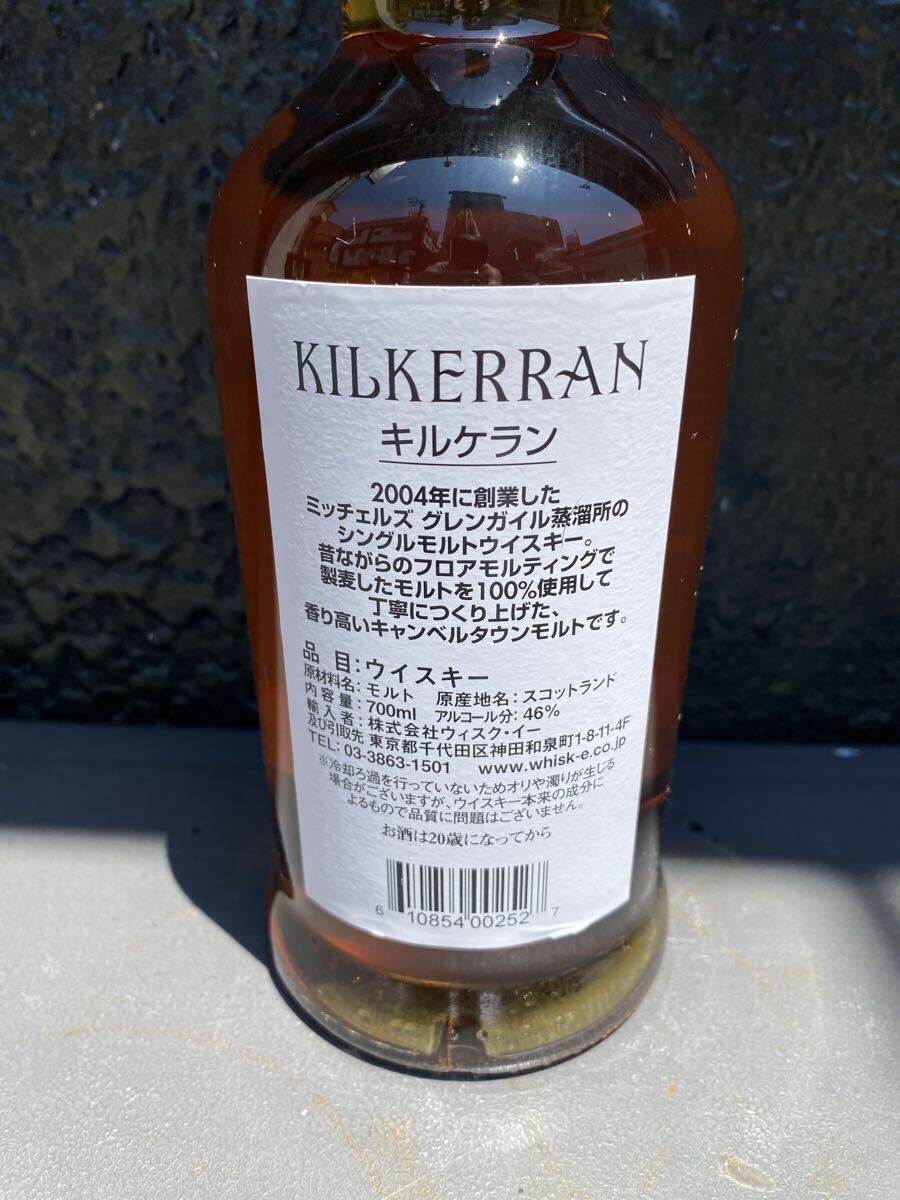 KILKERRAN
キルケラン
2004年に創業した
ミッチェルズ グレンガイル蒸溜所の
シングルモルトウイスキー。
昔ながらのフロアモルティングで
製麦したモルトを100%使用して
丁寧につくり上げた、
香り高いキャンベルタウンモルトです。
品 目：ウイスキー
原材料名：モルト 原産地名：スコットランド
内 容 量：700ml アルコール分：46%
輸 入 者：株式会社ウィスク・イー
及び引取先 東京都千代田区神田和泉町1-8-11-4F
TEL：03-3863-1501 www.whisk-e.co.jp
※冷却ろ過を行っていないためオリや濁りが生じる
場合がございますが、ウイスキー本来の成分に
よるもので品質に問題はございません。
お酒は20歳になってから
6 10854 00252 7